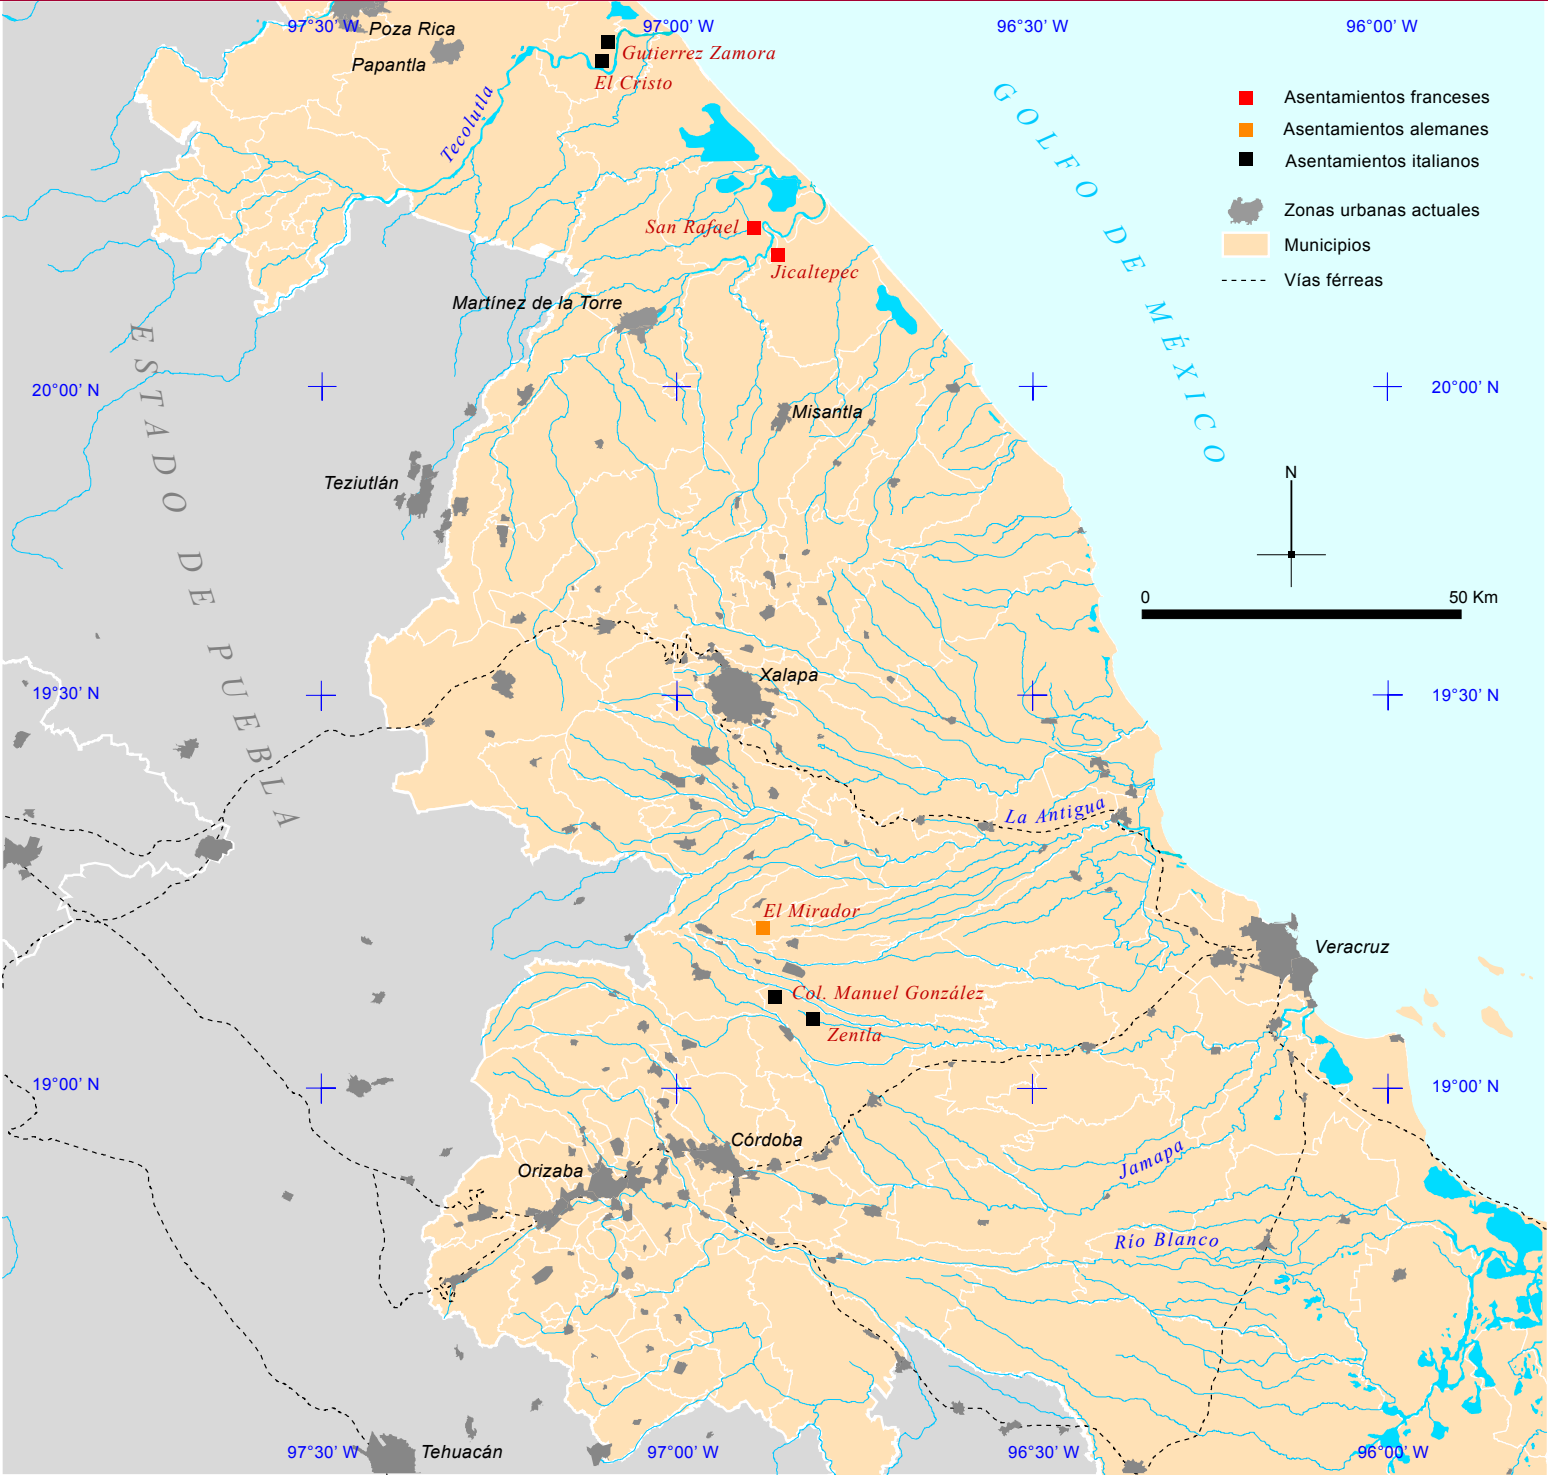 97°30’ W
97°00’ W
96°30’ W
96°00’ W
Poza Rica
Papantla
Gutierrez Zamora
El Cristo
Tecolutla
GOLFO DE MÉXICO
Asentamientos franceses
Asentamientos alemanes
Asentamientos italianos
Zonas urbanas actuales
Municipios
Vías férreas
San Rafael
Jicaltepec
Martínez de la Torre
ESTADO DE PUEBLA
20°00’ N
20°00’ N
Misantla
Teziutlán
N
0
50 Km
Xalapa
19°30’ N
19°30’ N
La Antigua
El Mirador
Veracruz
Col. Manuel González
Zentla
19°00’ N
19°00’ N
Córdoba
Orizaba
Jamapa
Río Blanco
Tehuacán
97°30’ W
97°00’ W
96°30’ W
96°00’ W